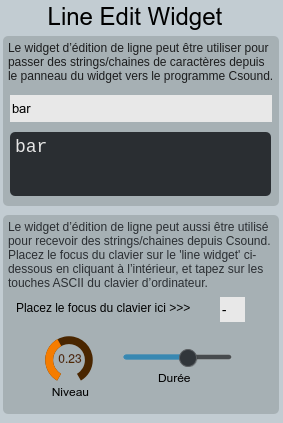 Line Edit Widget
Le widget d'édition de ligne peut être utiliser pour
passer des strings/chaines de caractères depuis
le panneau du widget vers le programme Csound.
bar
bar
Le widget d'édition de ligne peut aussi être utilisé
pour recevoir des strings/chaines depuis Csound.
Placez le focus du clavier sur le 'line widget' ci-
dessous en cliquant à l'intérieur, et tapez sur les
touches ASCII du clavier d'ordinateur.
Placez le focus du clavier ici >>>
-
0.23
Niveau
Durée